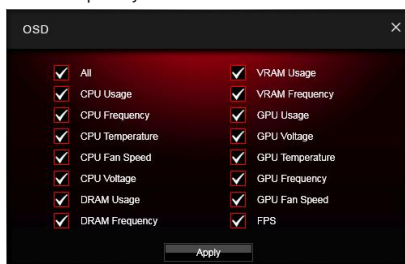 OSD
All
CPU Usage
CPU Frequency
CPU Temperature
CPU Fan Speed
CPU Voltage
DRAM Usage
DRAM Frequency
VRAM Usage
VRAM Frequency
GPU Usage
GPU Voltage
GPU Temperature
GPU Frequency
GPU Fan Speed
FPS
Apply